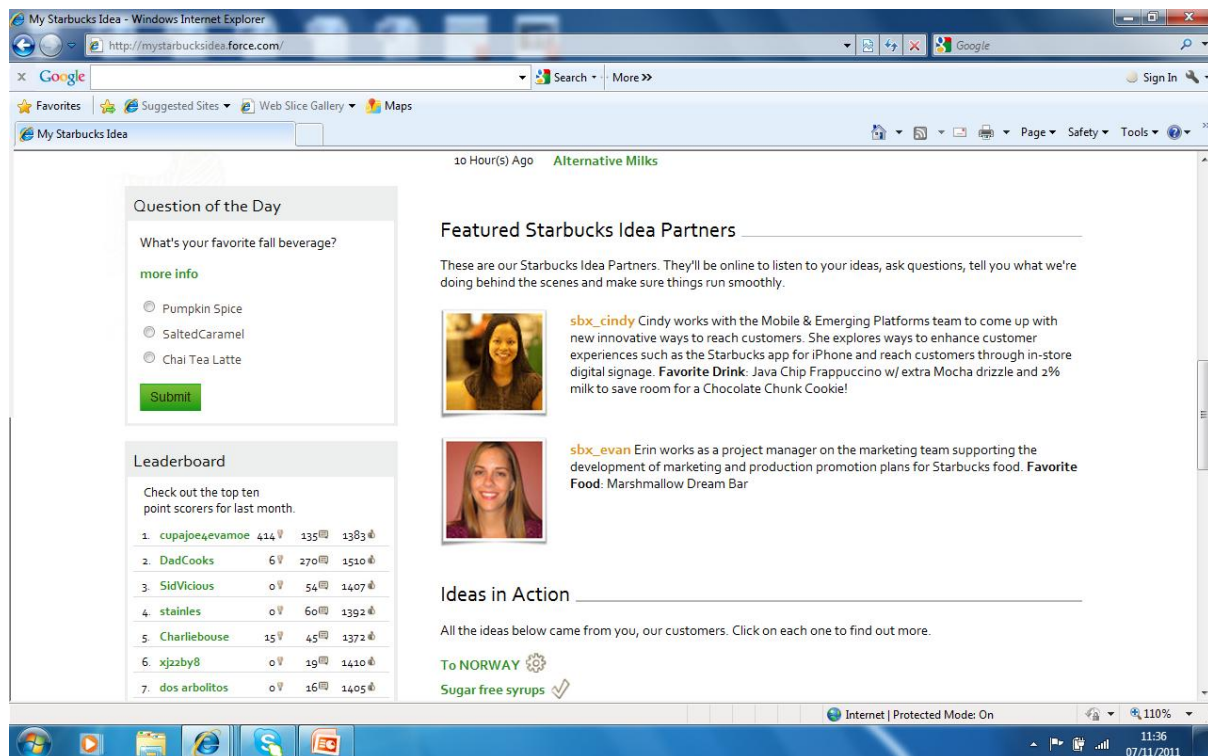 My Starbucks Idea - Windows Internet Explorer
http://mystarbucksidea.force.com/
Google
x Google
Search
More >>
Sign In
Favorites
Suggested Sites
Web Slice Gallery
Maps
My Starbucks Idea
Page
Safety
Tools
10 Hour(s) Ago Alternative Milks
Question of the Day
What's your favorite fall beverage?
more info
Pumpkin Spice
SaltedCaramel
Chai Tea Latte
Submit
Leaderboard
Check out the top ten
point scorers for last month.
1. cupajoe4evamoe 414 135 1383
2. DadCooks 6 270 1510
3. SidVicious 0 54 1407
4. stainles 0 60 1392
5. Charliebouse 15 45 1372
6. xj22by8 0 19 1410
7. dos arbolitos 0 16 1405
Featured Starbucks Idea Partners
These are our Starbucks Idea Partners. They'll be online to listen to your ideas, ask questions, tell you what we're
doing behind the scenes and make sure things run smoothly.
sbx_cindy Cindy works with the Mobile & Emerging Platforms team to come up with
new innovative ways to reach customers. She explores ways to enhance customer
experiences such as the Starbucks app for iPhone and reach customers through in-store
digital signage. Favorite Drink: Java Chip Frappuccino w/ extra Mocha drizzle and 2%
milk to save room for a Chocolate Chunk Cookie!
sbx_evan Erin works as a project manager on the marketing team supporting the
development of marketing and production promotion plans for Starbucks food. Favorite
Food: Marshmallow Dream Bar
Ideas in Action
All the ideas below came from you, our customers. Click on each one to find out more.
To NORWAY
Sugar free syrups
Internet | Protected Mode: On
110%
11:36
07/11/2011